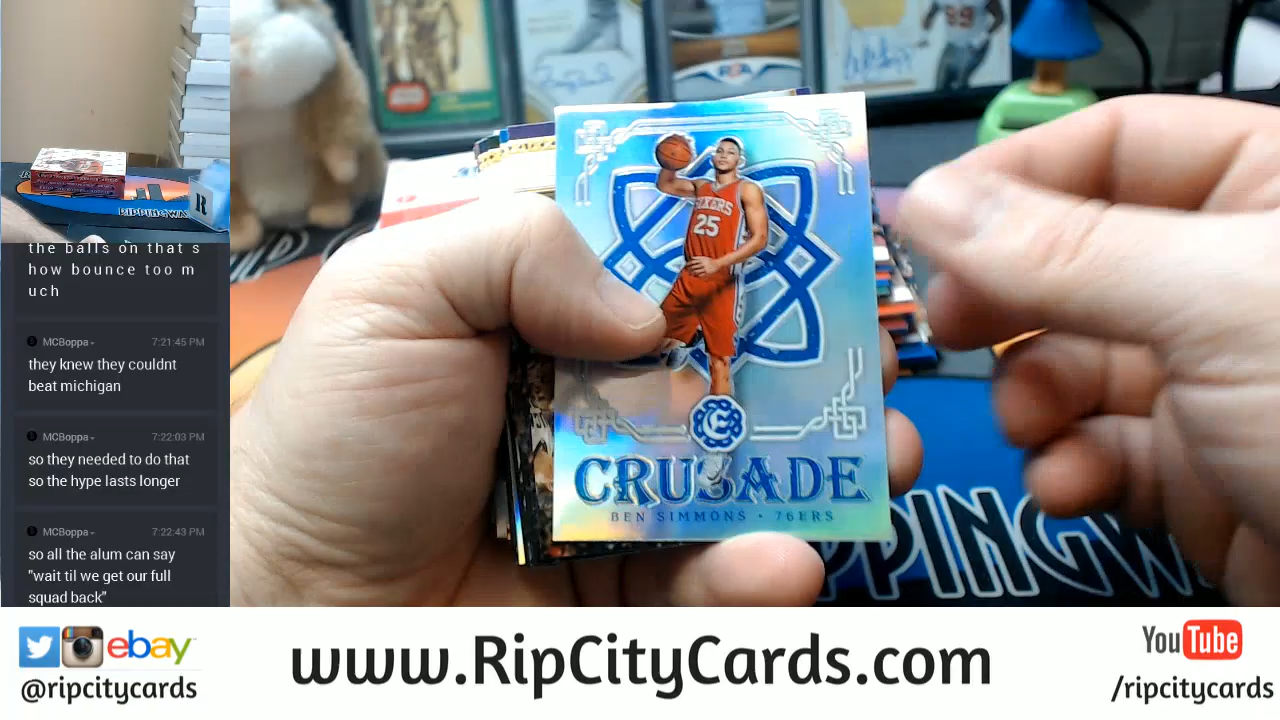 RIPPINGWA
R
the balls on that s
how bounce too m
uch
MCBoppa
7:21:45 PM
they knew they couldnt
beat michigan
MCBoppa
7:22:03 PM
so they needed to do that
so the hype lasts longer
MCBoppa
7:22:43 PM
so all the alum can say
"wait til we get our full
squad back"
25
CRUSADE
BEN SIMMONS • 76ERS
PPINGW
ebay
@ripcitycards
www.RipCityCards.com
YouTube
/ripcitycards